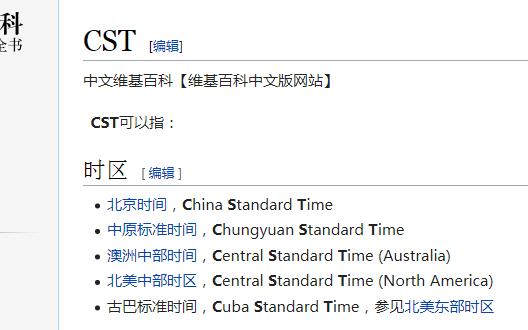 科
全书
CST [编辑]
中文维基百科【维基百科中文版网站】
CST可以指：
时区 [编辑]
北京时间，China Standard Time
中原标准时间，Chungyuan Standard Time
澳洲中部时间，Central Standard Time (Australia)
北美中部时区，Central Standard Time (North America)
古巴标准时间，Cuba Standard Time，参见北美东部时区